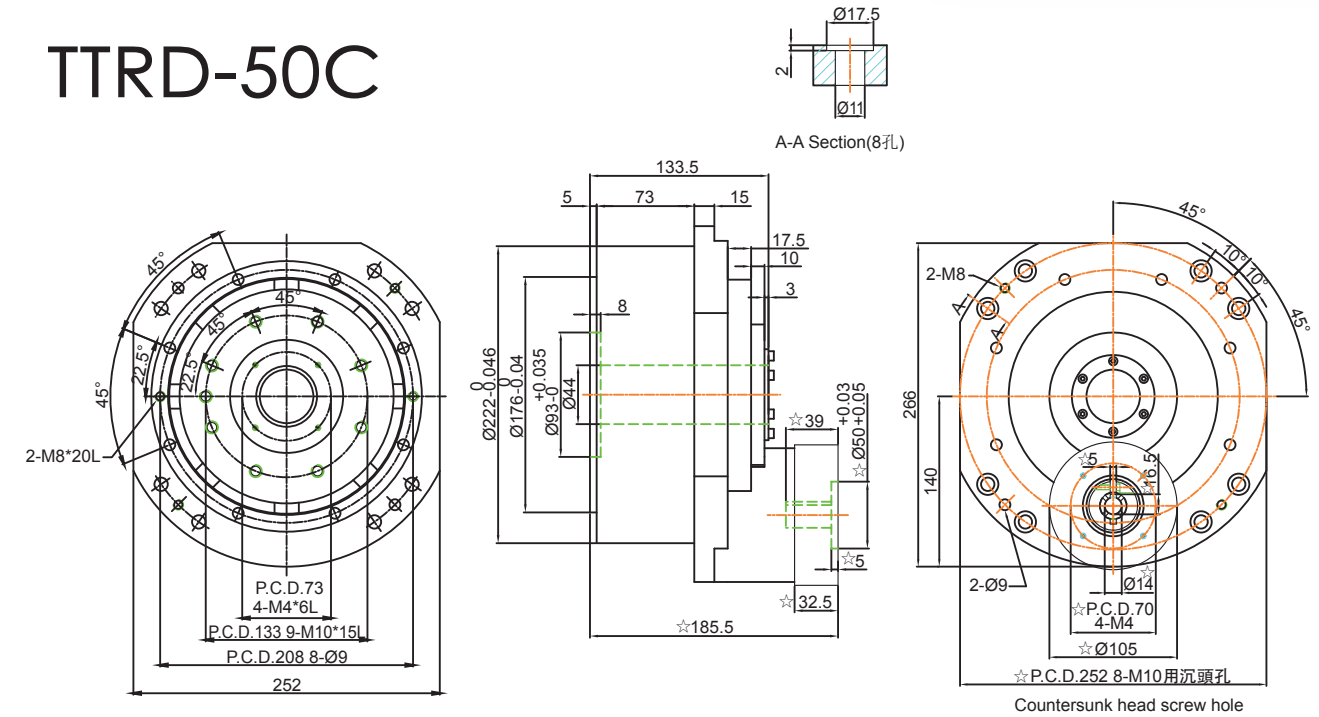 TTRD-50C
Ø17.5
2
Ø11
A-A Section(8孔)
45°
45°
45°
22.5°
22.5°
45°
2-M8*20L
P.C.D.73
4-M4*6L
P.C.D.133 9-M10*15L
P.C.D.208 8-Ø9
252
133.5
5
73
15
17.5
10
3
8
Ø222-0.046
0
Ø176-0.04
0
Ø93-0
+0.035
Ø44
☆39
☆Ø50+0.05
+0.03
☆5
☆32.5
☆185.5
45°
10°
10°
45°
2-M8
A
A
266
140
☆5
☆16.5
2-Ø9
☆
Ø14
☆P.C.D.70
4-M4
☆Ø105
☆P.C.D.252 8-M10用沉頭孔
Countersunk head screw hole